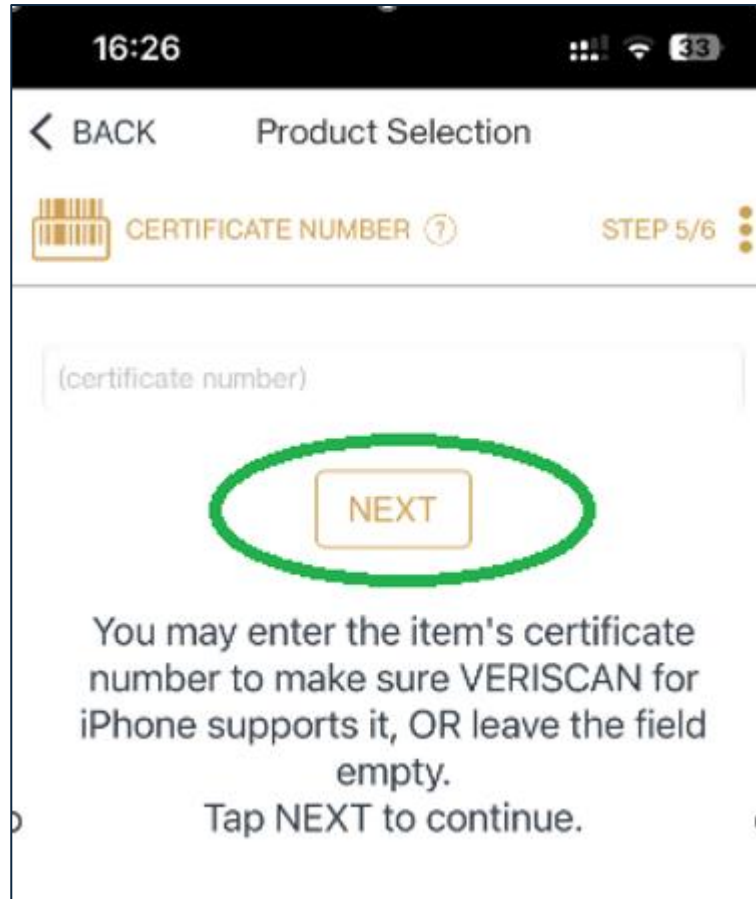 16:26 33
BACK Product Selection
CERTIFICATE NUMBER ? STEP 5/6
(certificate number)
NEXT
You may enter the item's certificate
number to make sure VERISCAN for
iPhone supports it, OR leave the field
empty.
Tap NEXT to continue.